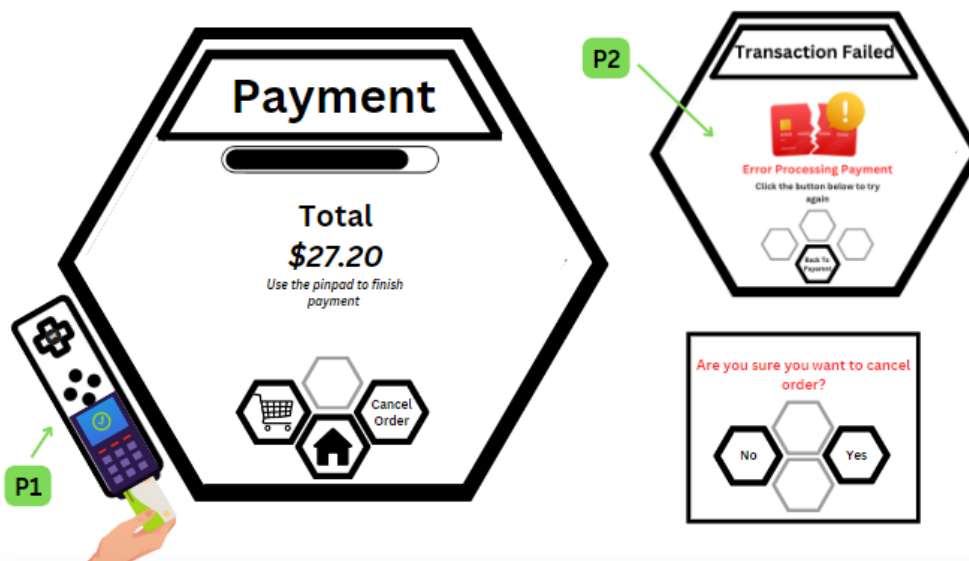 Payment
Total
$27.20
Use the pinpad to finish
payment
Cancel
Order
P1
P2
Transaction Failed
Error Processing Payment
Click the button below to try
again
Back To
Payment
Are you sure you want to cancel
order?
No
Yes